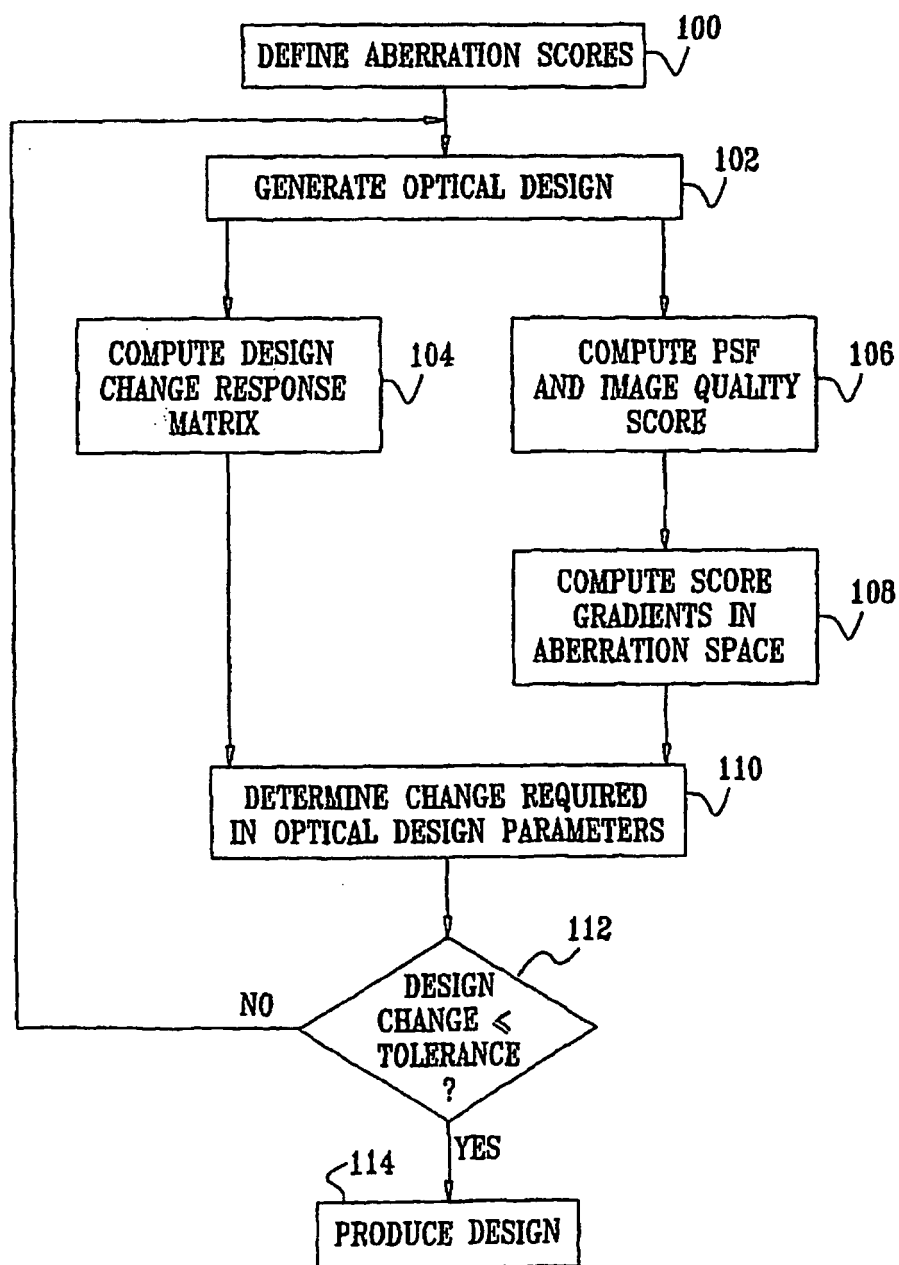 100
DEFINE ABERRATION SCORES
102
GENERATE OPTICAL DESIGN
COMPUTE DESIGN
CHANGE RESPONSE
MATRIX
104
COMPUTE PSF
AND IMAGE QUALITY
SCORE
106
COMPUTE SCORE
GRADIENTS IN
ABERRATION SPACE
108
110
DETERMINE CHANGE REQUIRED
IN OPTICAL DESIGN PARAMETERS
112
DESIGN
CHANGE ⩽
TOLERANCE
?
NO
YES
114
PRODUCE DESIGN